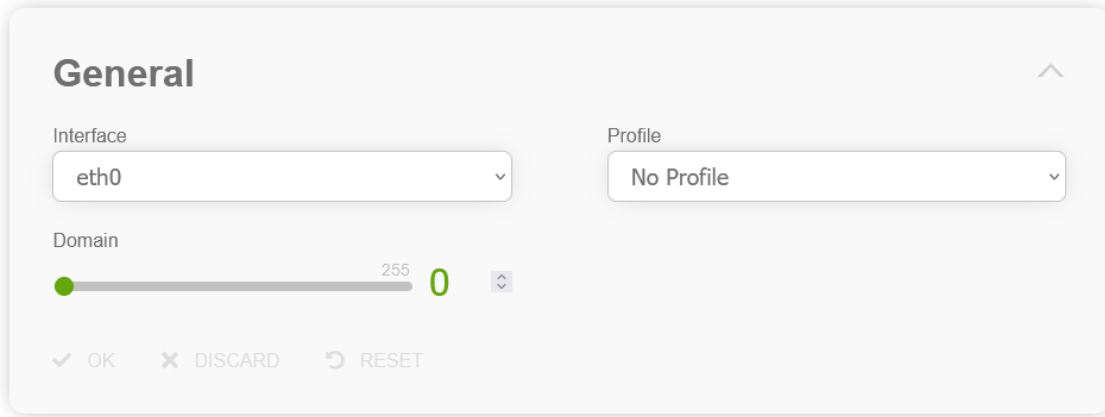 General
Interface
eth0
Profile
No Profile
Domain
255
0
OK DISCARD RESET